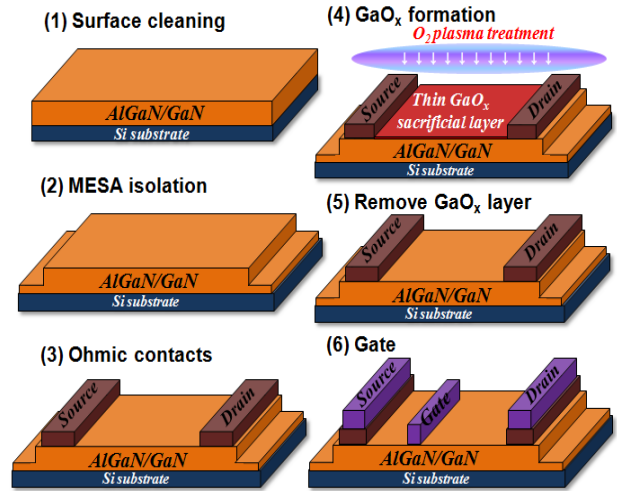 (1) Surface cleaning
AlGaN/GaN
Si substrate
(2) MESA isolation
AlGaN/GaN
Si substrate
(3) Ohmic contacts
Source
Drain
AlGaN/GaN
Si substrate
(4) GaOₓ formation
O₂ plasma treatment
Source
Thin GaOₓ
sacrificial layer
Drain
AlGaN/GaN
Si substrate
(5) Remove GaOₓ layer
Source
Drain
AlGaN/GaN
Si substrate
(6) Gate
Source
Gate
Drain
AlGaN/GaN
Si substrate